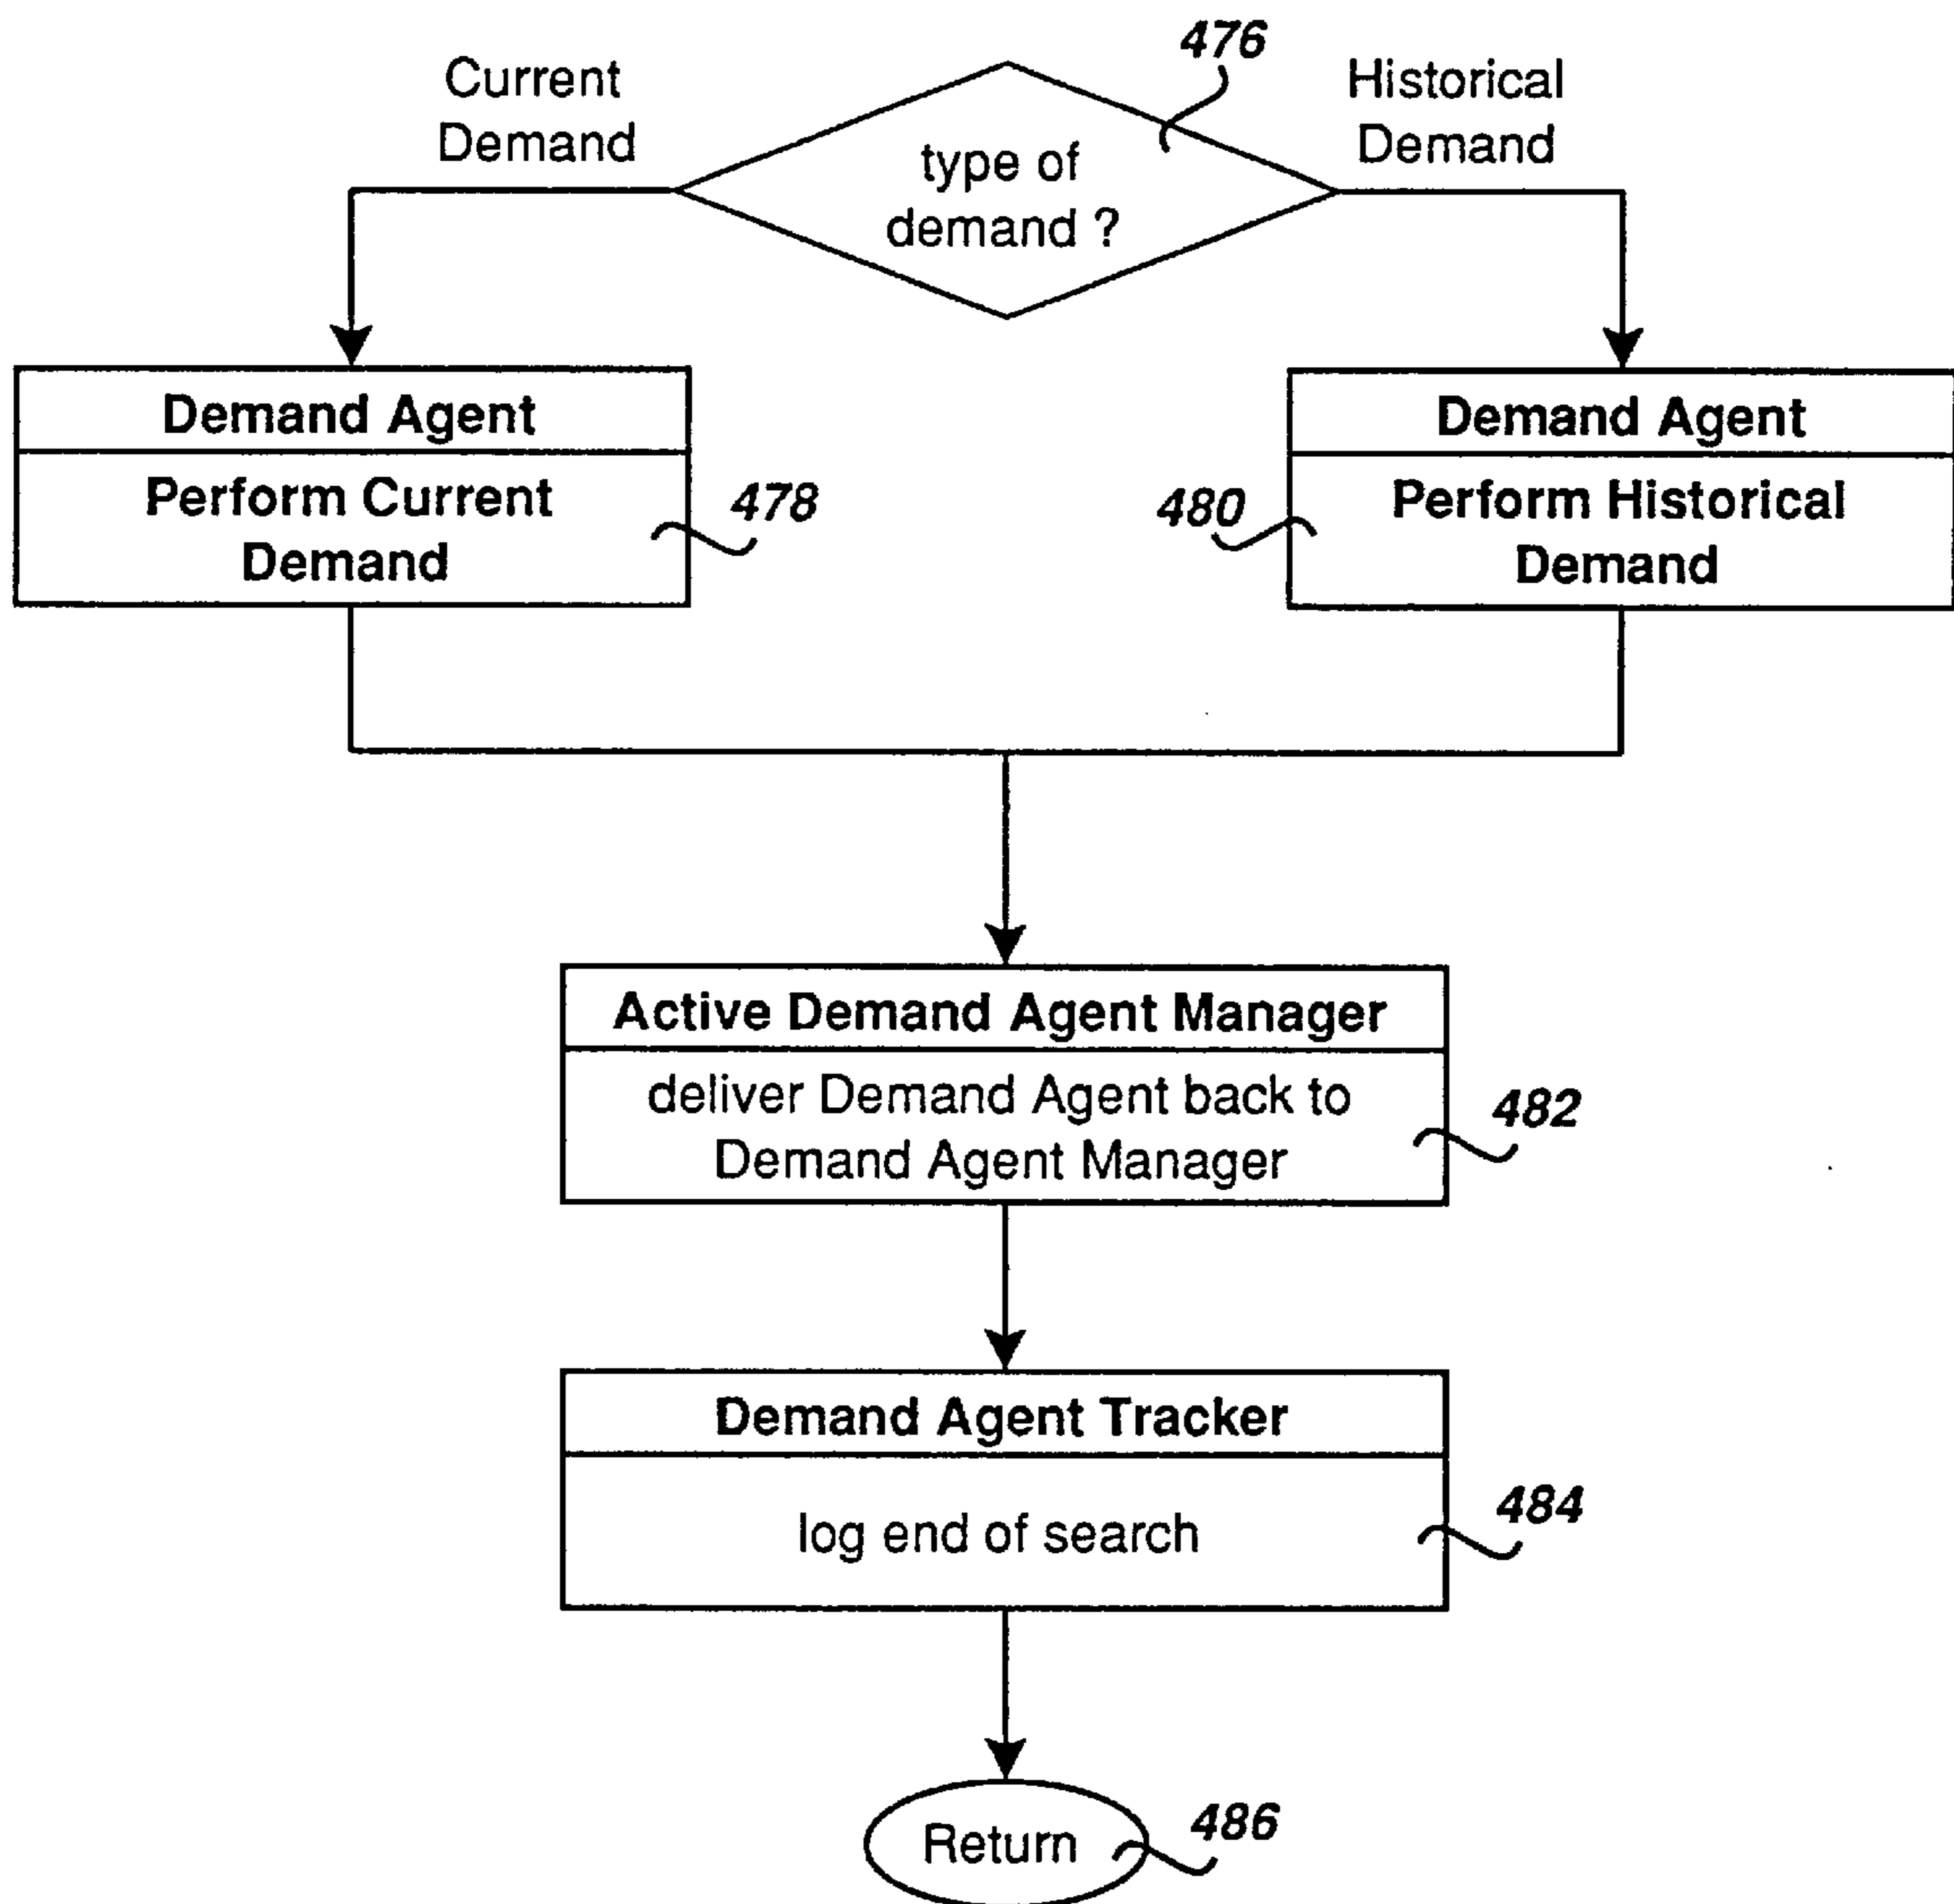 476
Current
Demand
Historical
Demand
type of
demand ?
Demand Agent
Perform Current
Demand
478
Demand Agent
Perform Historical
Demand
480
Active Demand Agent Manager
deliver Demand Agent back to
Demand Agent Manager
482
Demand Agent Tracker
log end of search
484
Return
486